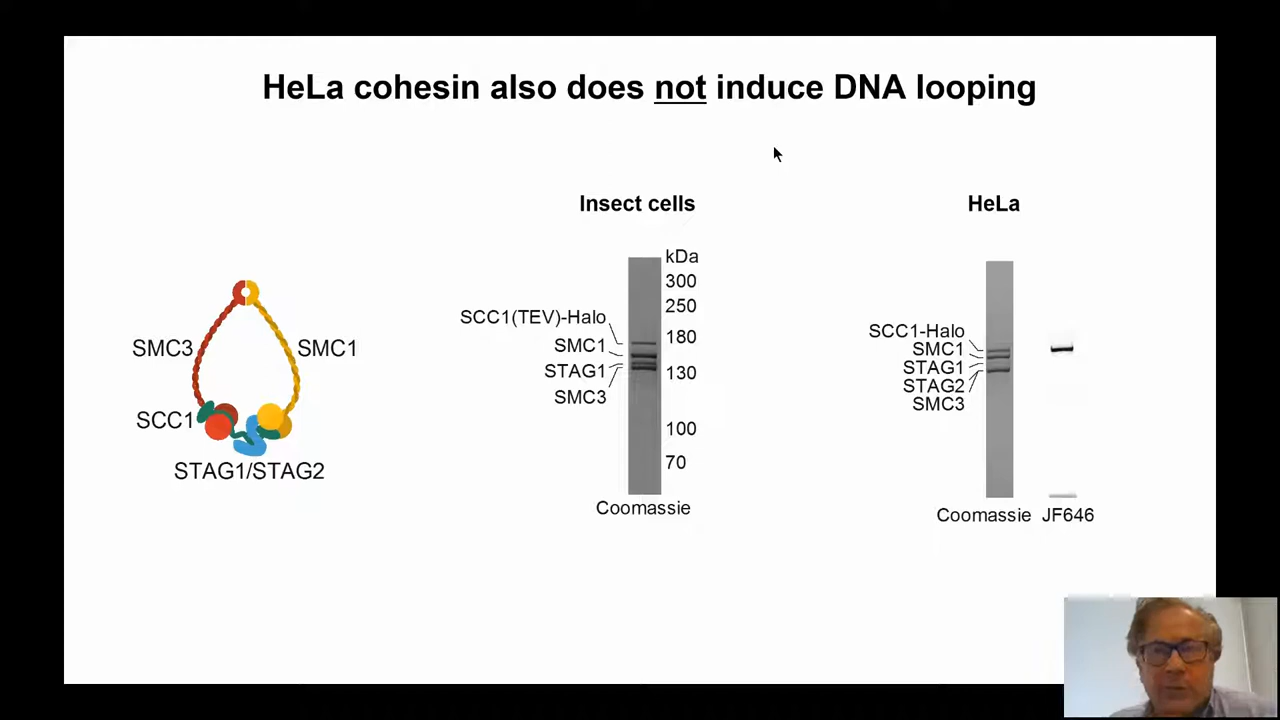 HeLa cohesin also does not induce DNA looping
SMC3
SMC1
SCC1
STAG1/STAG2
Insect cells
kDa
300
250
180
130
100
70
SCC1(TEV)-Halo
SMC1
STAG1
SMC3
Coomassie
HeLa
SCC1-Halo
SMC1
STAG1
STAG2
SMC3
Coomassie JF646